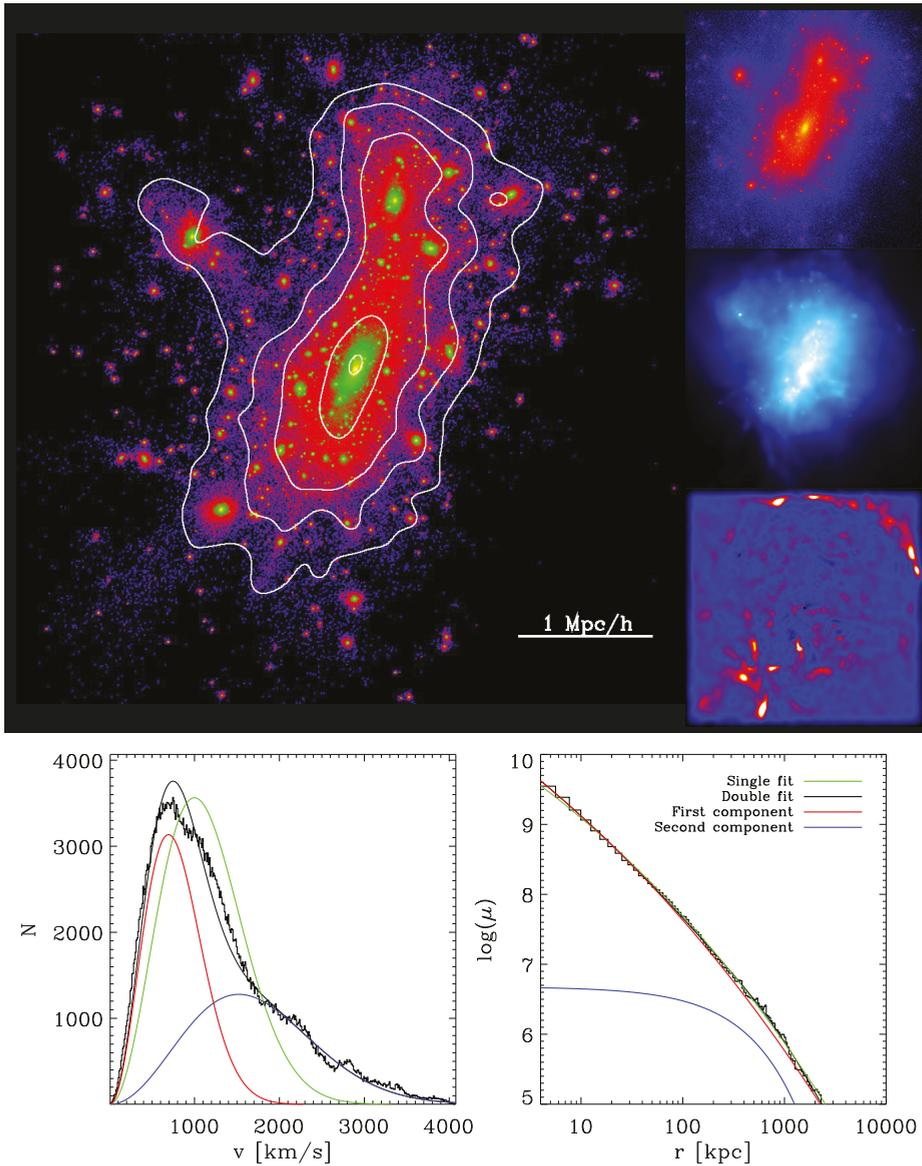 1 Mpc/h
4000
3000
2000
1000
N
1000 2000 3000 4000
v [km/s]
10
9
8
7
6
5
log(μ)
Single fit
Double fit
First component
Second component
10 100 1000 10000
r [kpc]